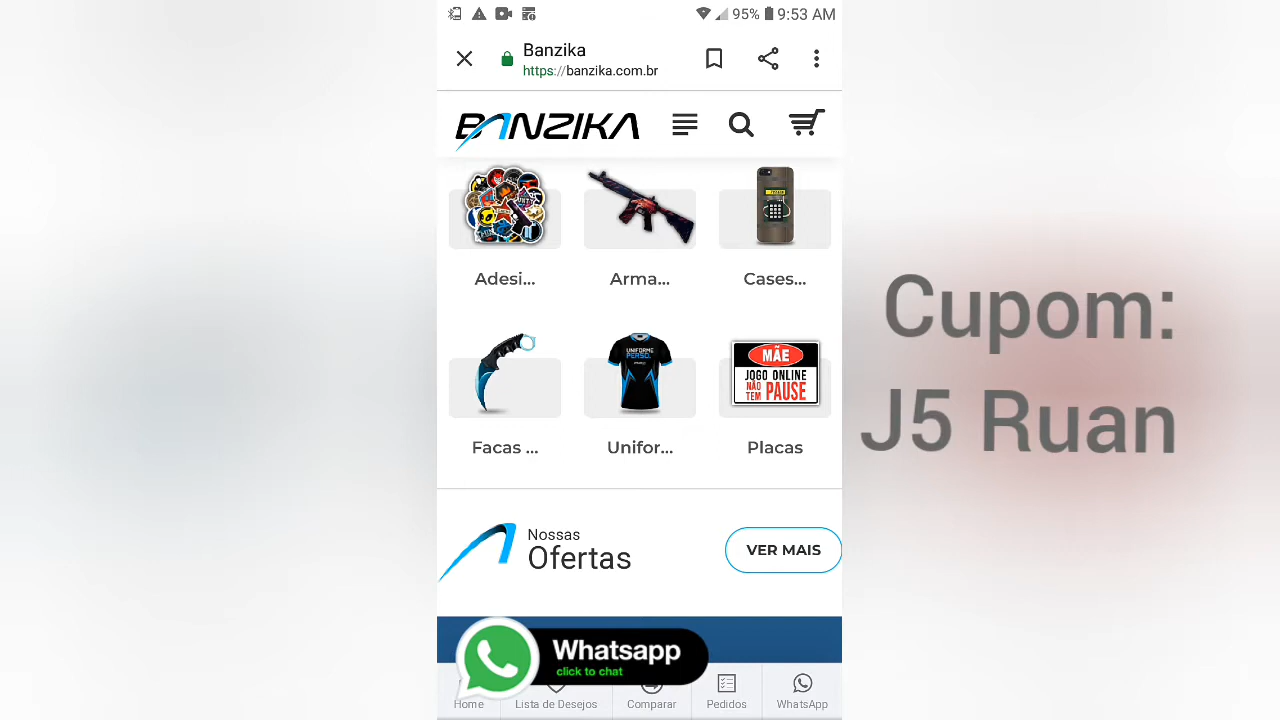 95% 9:53 AM
Banzika
https://banzika.com.br
BANZIKA
Adesi...
Arma...
Cases...
UNIFORME
PERSO.
MÃE
JOGO ONLINE
NÃO
TEM PAUSE
Facas ...
Unifor...
Placas
Nossas
Ofertas
VER MAIS
Whatsapp
click to chat
Home
Lista de Desejos
Comparar
Pedidos
WhatsApp
Cupom:
J5 Ruan